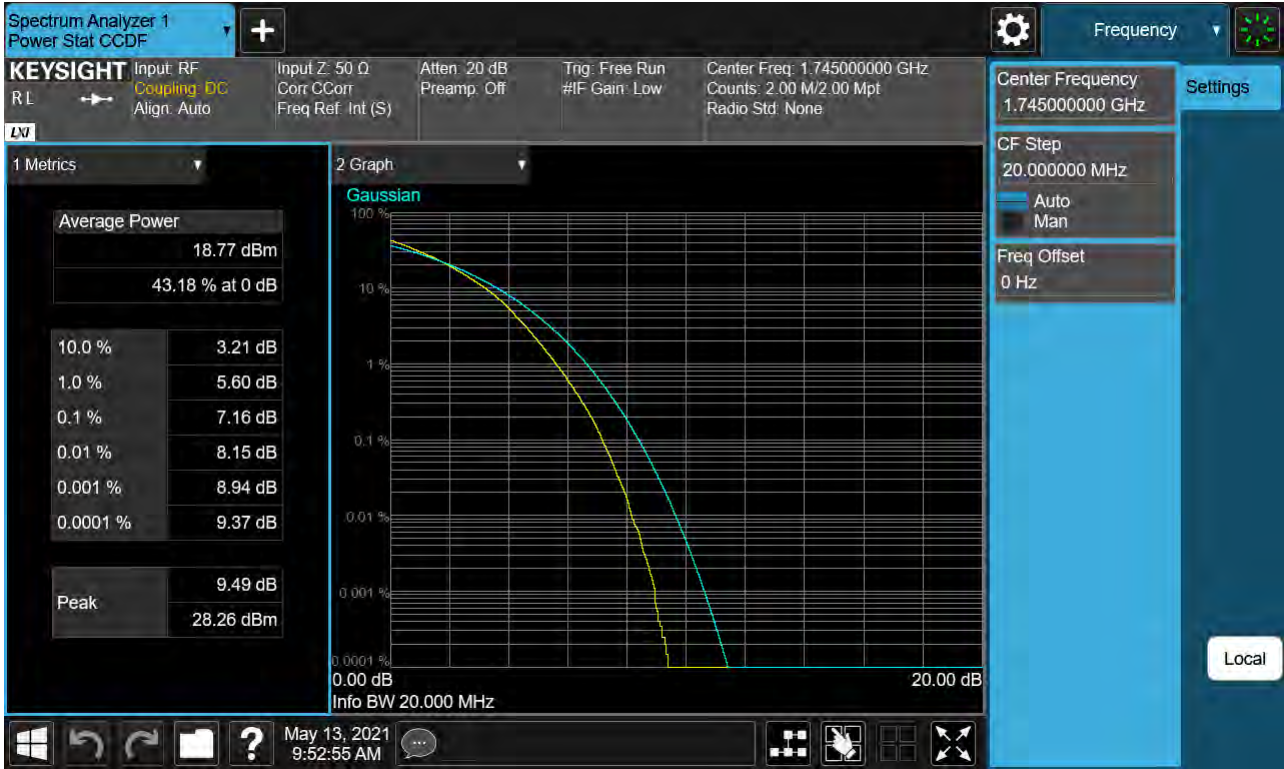 Spectrum Analyzer 1
Power Stat CCDF
Frequency
KEYSIGHT
RL
LXI
Input: RF
Coupling: DC
Align: Auto
Input Z: 50 Ω
Corr CCorr
Freq Ref: Int (S)
Atten: 20 dB
Preamp: Off
Trig: Free Run
#IF Gain: Low
Center Freq: 1.745000000 GHz
Counts: 2.00 M/2.00 Mpt
Radio Std: None
Center Frequency
1.745000000 GHz
Settings
CF Step
20.000000 MHz
Auto
Man
Freq Offset
0 Hz
1 Metrics
Average Power
18.77 dBm
43.18 % at 0 dB
10.0 % 3.21 dB
1.0 % 5.60 dB
0.1 % 7.16 dB
0.01 % 8.15 dB
0.001 % 8.94 dB
0.0001 % 9.37 dB
Peak
9.49 dB
28.26 dBm
2 Graph
Gaussian
100 %
10 %
1 %
0.1 %
0.01 %
0.001 %
0.0001 %
0.00 dB 20.00 dB
Info BW 20.000 MHz
Local
?
May 13, 2021
9:52:55 AM